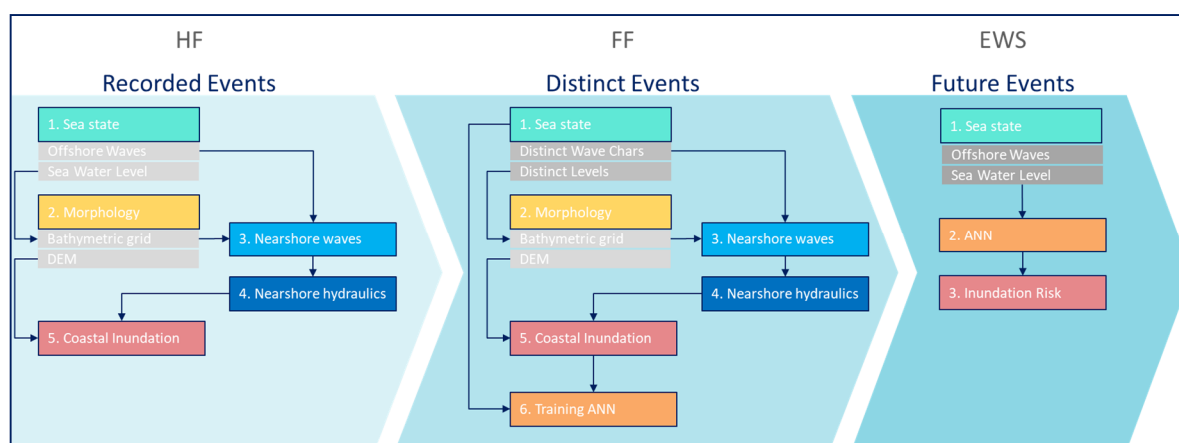 HF
Recorded Events
1. Sea state
Offshore Waves
Sea Water Level
2. Morphology
Bathymetric grid
DEM
3. Nearshore waves
4. Nearshore hydraulics
5. Coastal Inundation
FF
Distinct Events
1. Sea state
Distinct Wave Chars
Distinct Levels
2. Morphology
Bathymetric grid
DEM
3. Nearshore waves
4. Nearshore hydraulics
5. Coastal Inundation
6. Training ANN
EWS
Future Events
1. Sea state
Offshore Waves
Sea Water Level
2. ANN
3. Inundation Risk